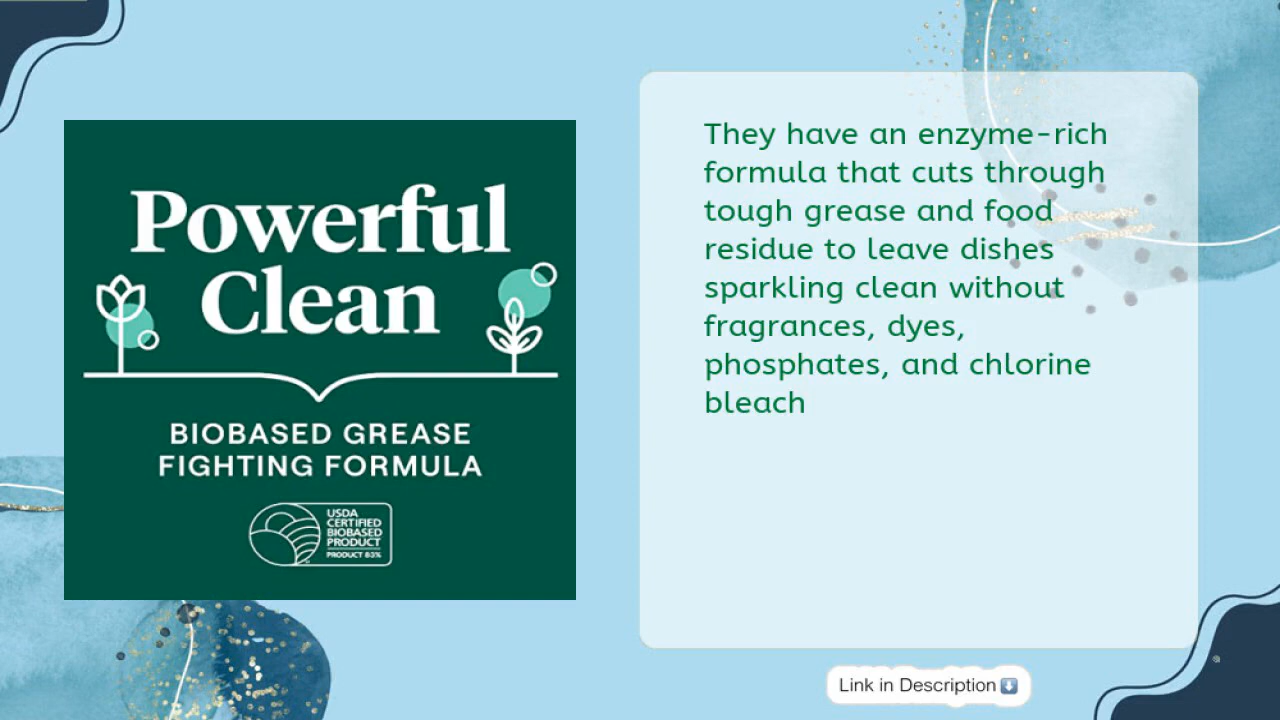 Powerful
Clean
BIOBASED GREASE
FIGHTING FORMULA
USDA
CERTIFIED
BIOBASED
PRODUCT
PRODUCT 83%
They have an enzyme-rich
formula that cuts through
tough grease and food
residue to leave dishes
sparkling clean without
fragrances, dyes,
phosphates, and chlorine
bleach
Link in Description⬇️